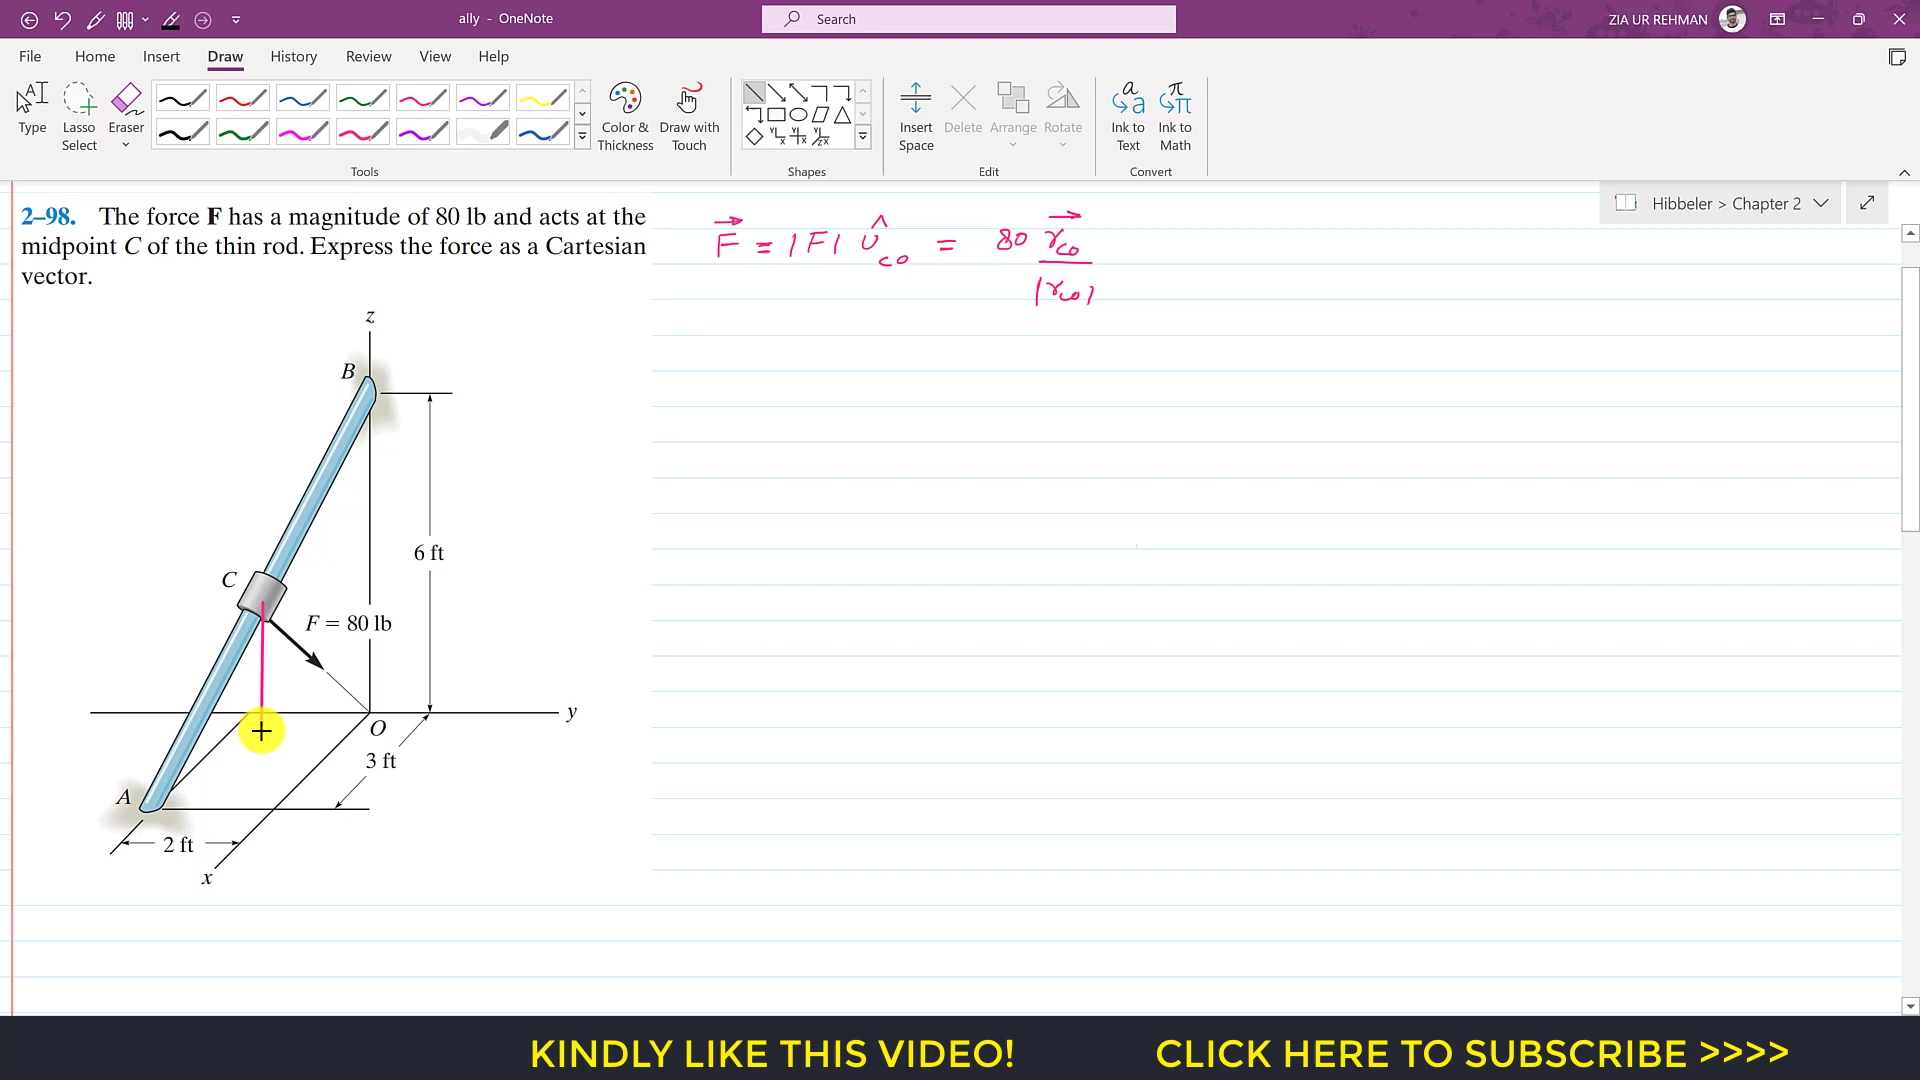 ally - OneNote
Search
ZIA UR REHMAN
File Home Insert Draw History Review View Help
Type
Lasso Select
Eraser
Color & Thickness
Draw with Touch
Insert Space
Delete
Arrange
Rotate
Ink to Text
Ink to Math
Tools
Shapes
Edit
Convert
Hibbeler > Chapter 2
2–98. The force F has a magnitude of 80 lb and acts at the
midpoint C of the thin rod. Express the force as a Cartesian
vector.
F = |F| u co = 80 r co
|r co|
z
B
6 ft
C
F = 80 lb
y
O
3 ft
A
2 ft
x
KINDLY LIKE THIS VIDEO!
CLICK HERE TO SUBSCRIBE >>>>